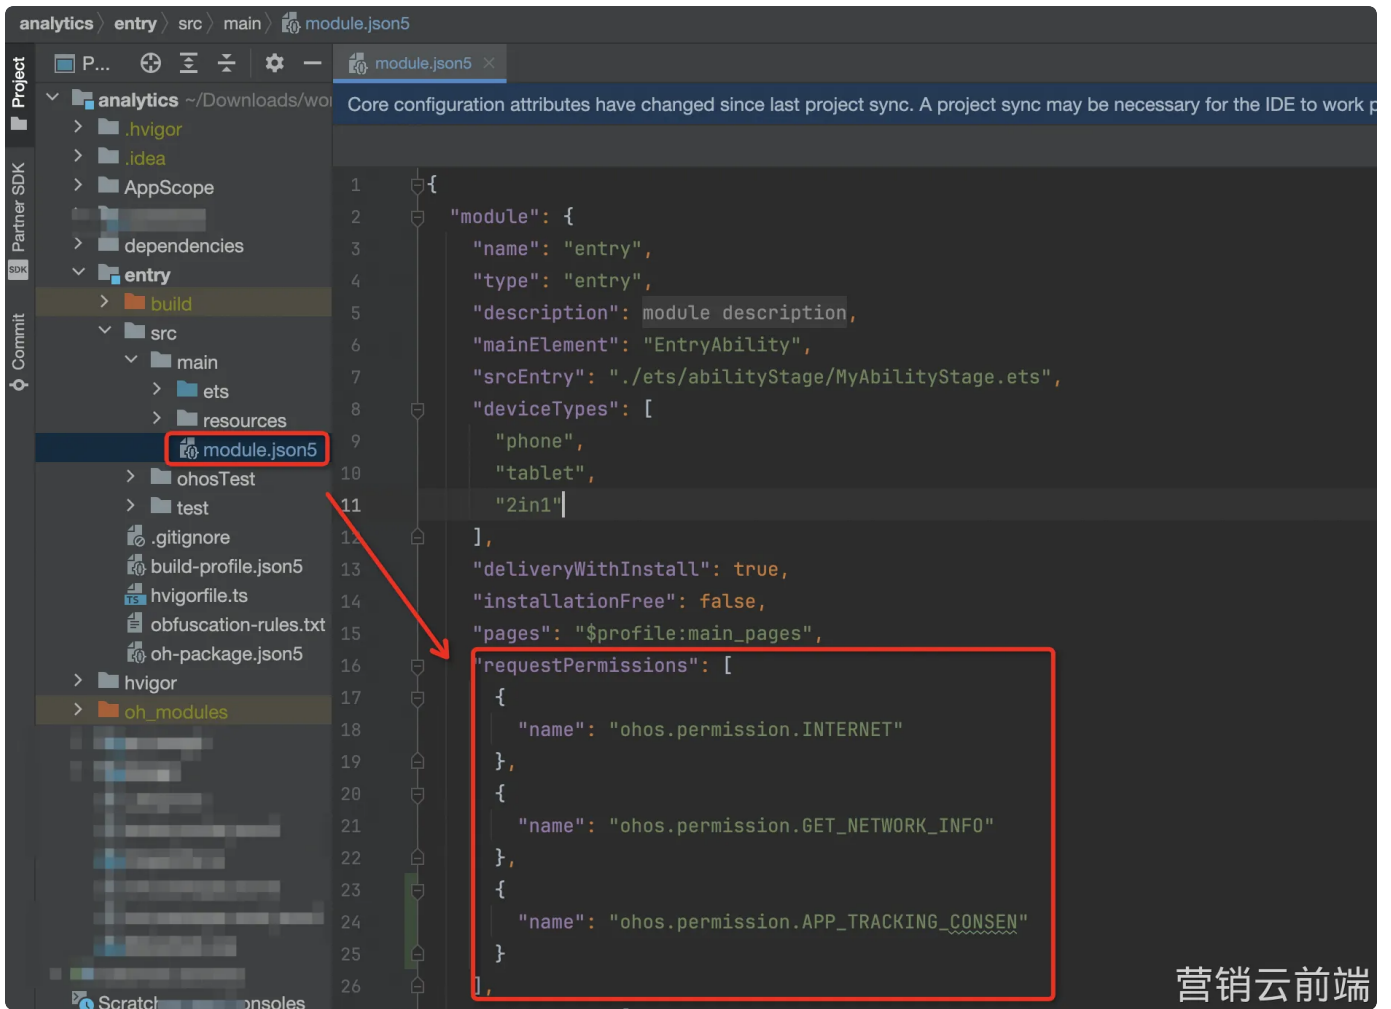 analytics entry src main module.json5
P...
module.json5
Project
Partner SDK
SDK
Commit
analytics ~/Downloads/wor
.hvigor
.idea
AppScope
dependencies
entry
build
src
main
ets
resources
module.json5
ohosTest
test
.gitignore
build-profile.json5
TS hvigorfile.ts
obfuscation-rules.txt
oh-package.json5
hvigor
oh_modules
Core configuration attributes have changed since last project sync. A project sync may be necessary for the IDE to work p
1 {
2 "module": {
3 "name": "entry",
4 "type": "entry",
5 "description": module description,
6 "mainElement": "EntryAbility",
7 "srcEntry": "./ets/abilityStage/MyAbilityStage.ets",
8 "deviceTypes": [
9 "phone",
10 "tablet",
11 "2in1"
12 ],
13 "deliveryWithInstall": true,
14 "installationFree": false,
15 "pages": "$profile:main_pages",
16 "requestPermissions": [
17 {
18 "name": "ohos.permission.INTERNET"
19 },
20 {
21 "name": "ohos.permission.GET_NETWORK_INFO"
22 },
23 {
24 "name": "ohos.permission.APP_TRACKING_CONSEN"
25 }
26 ],
营销云前端